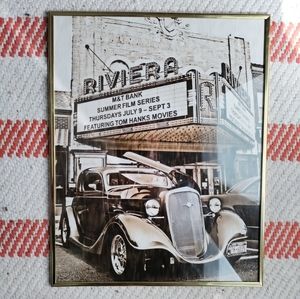 RIVIERA
M&T BANK
SUMMER FILM SERIES
THURSDAYS JULY 9 - SEPT 3
FEATURING TOM HANKS MOVIES
R